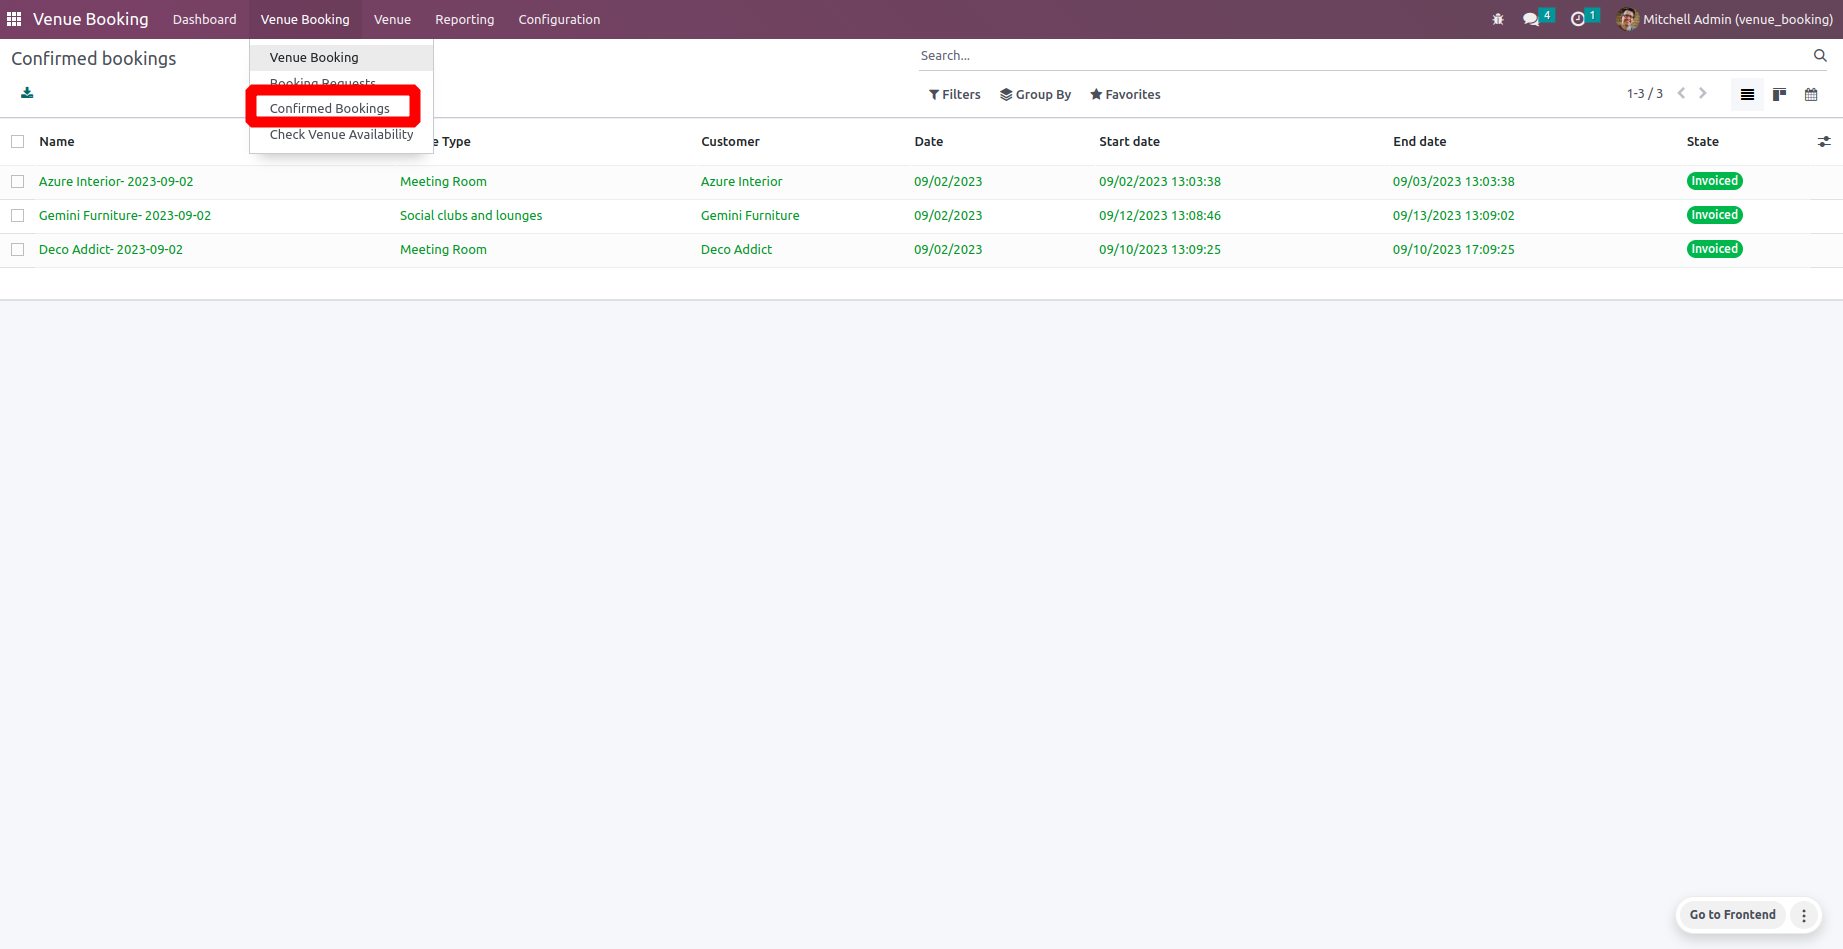 Venue Booking Dashboard Venue Booking Venue Reporting Configuration 4 1 Mitchell Admin (venue_booking)
Confirmed bookings
Venue Booking
Booking Requests
Confirmed Bookings
Check Venue Availability
Search...
Filters Group By Favorites 1-3 / 3
Name e Type Customer Date Start date End date State
Azure Interior- 2023-09-02 Meeting Room Azure Interior 09/02/2023 09/02/2023 13:03:38 09/03/2023 13:03:38 Invoiced
Gemini Furniture- 2023-09-02 Social clubs and lounges Gemini Furniture 09/02/2023 09/12/2023 13:08:46 09/13/2023 13:09:02 Invoiced
Deco Addict- 2023-09-02 Meeting Room Deco Addict 09/02/2023 09/10/2023 13:09:25 09/10/2023 17:09:25 Invoiced
Go to Frontend